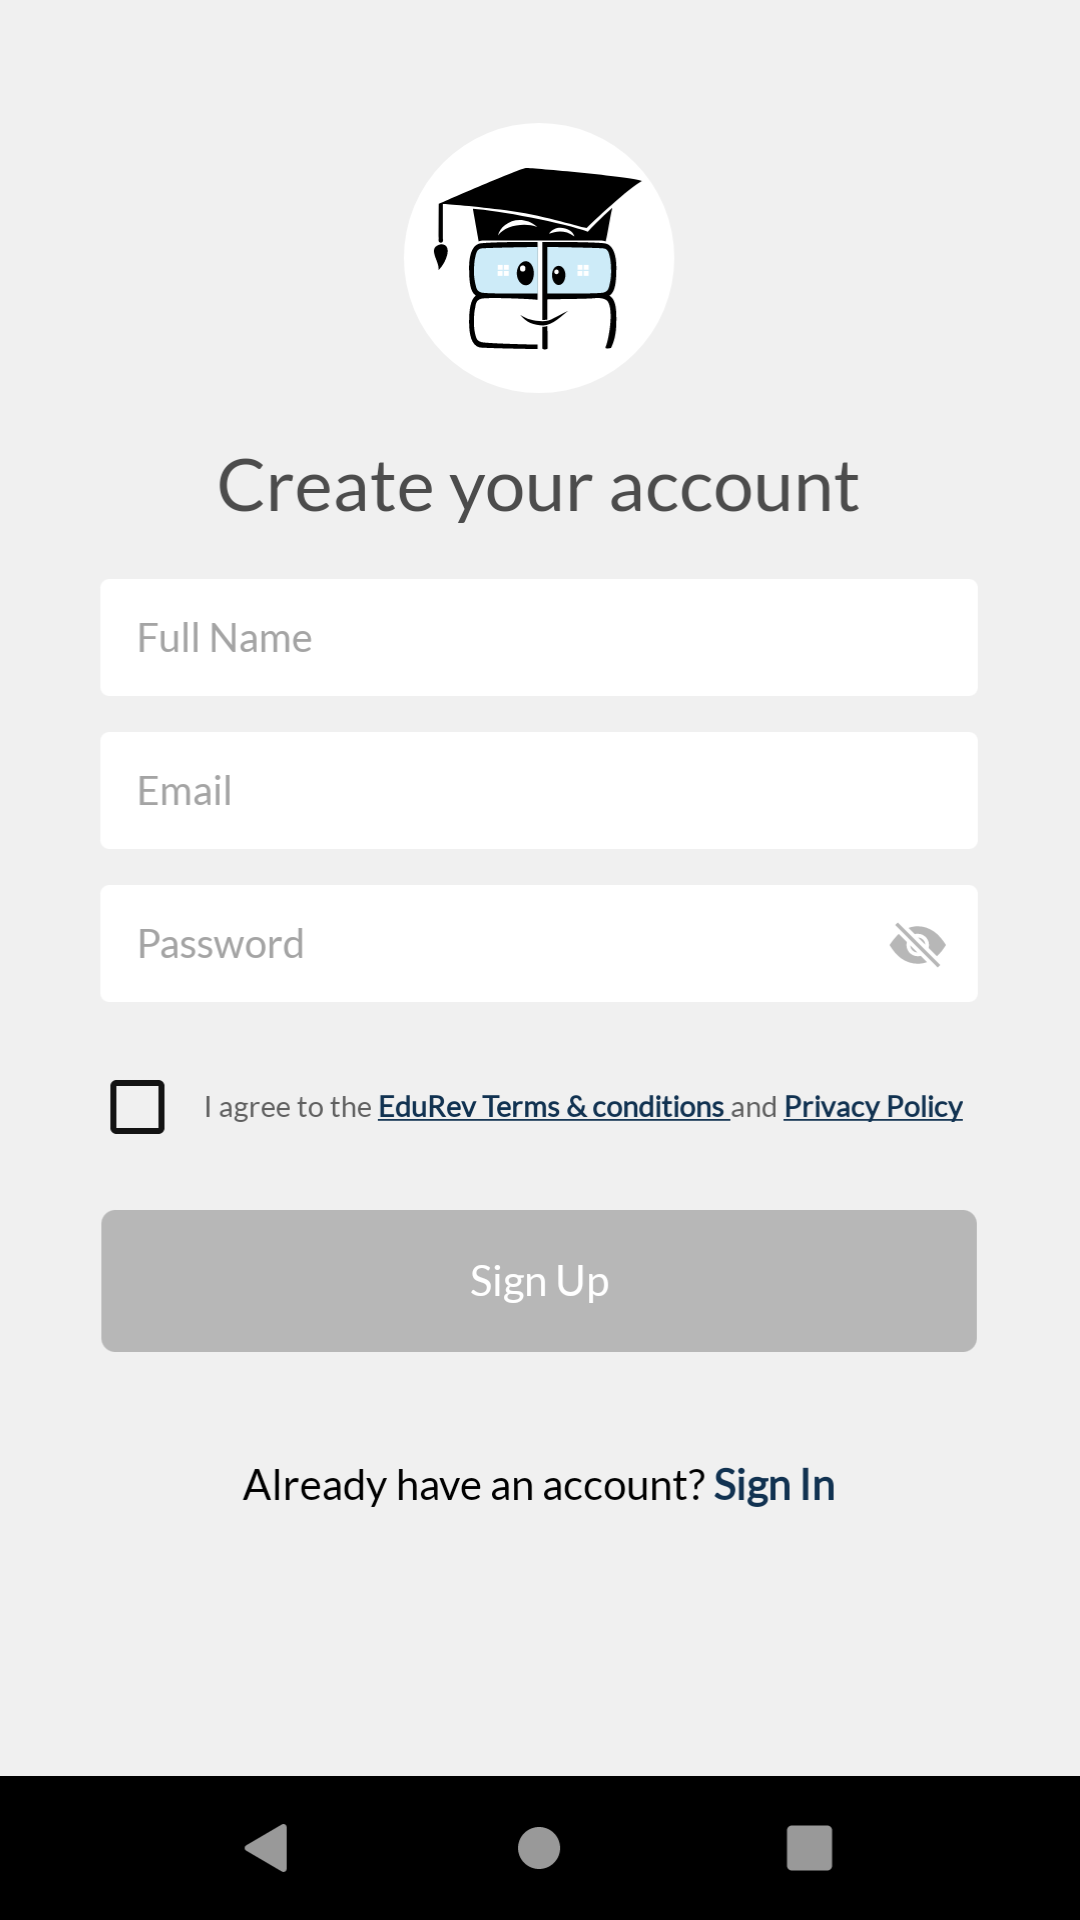 Create your account
Full Name
Email
Password
I agree to the EduRev Terms & conditions and Privacy Policy
Sign Up
Already have an account? Sign In